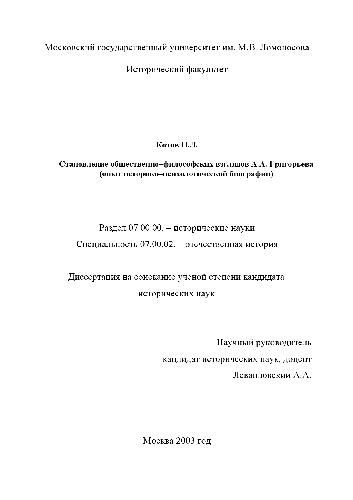 Московский государственный университет им. М.В. Ломоносова
Исторический факультет
Котов П.Л.
Становление общественно–философских взглядов А.А. Григорьева
(опыт историко–психологической биографии)
Раздел 07.00.00. – исторические науки
Специальность 07.00.02. – отечественная история
Диссертация на соискание ученой степени кандидата
исторических наук
Научный руководитель
кандидат исторических наук, доцент
Левандовский А.А.
Москва 2003 год